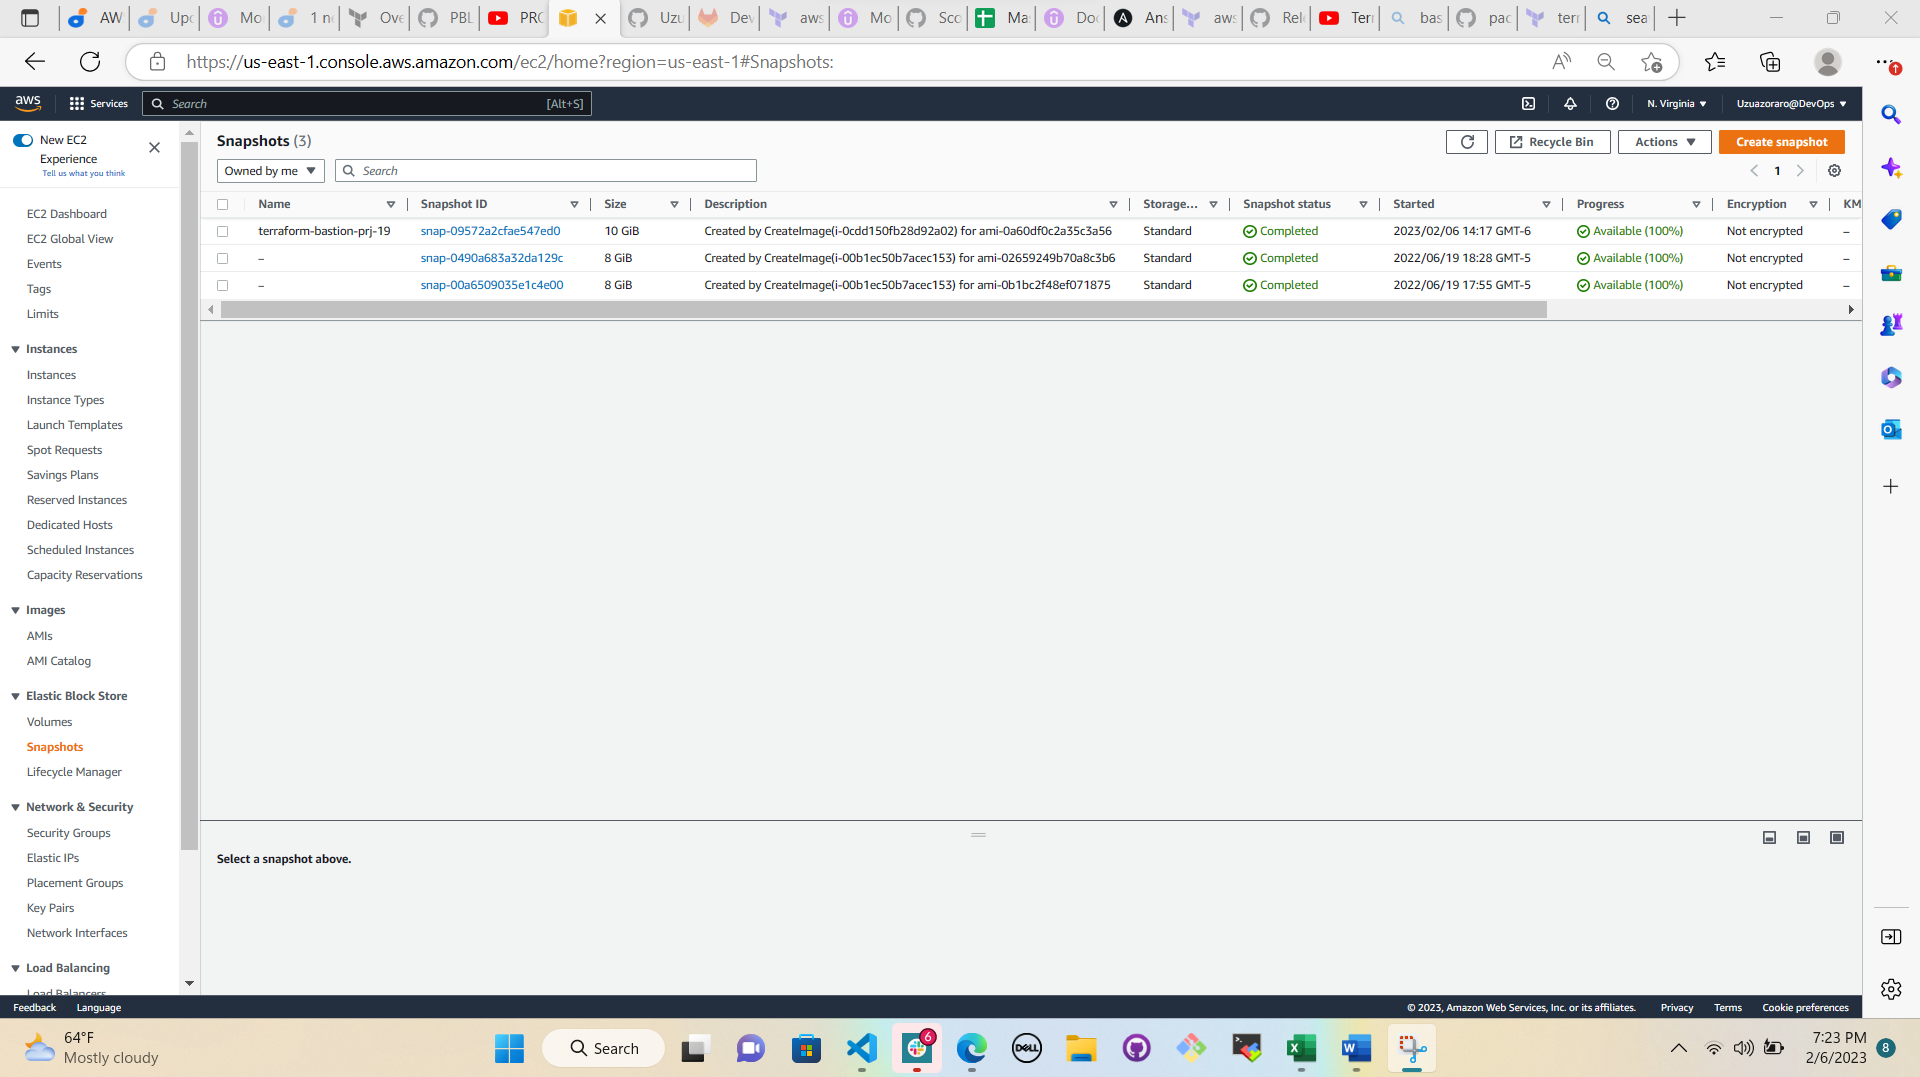 AW
Upc
Mo
1 n
Ove
PBL
PRO
Uzu
Dev
aws
Mo
Sco
Ma
Doc
Ans
aws
Rel
Terr
bas
pac
terr
sea
https://us-east-1.console.aws.amazon.com/ec2/home?region=us-east-1#Snapshots:
aws Services Search [Alt+S] N. Virginia Uzuazoraro@DevOps
New EC2
Experience
Tell us what you think
EC2 Dashboard
EC2 Global View
Events
Tags
Limits
Instances
Instances
Instance Types
Launch Templates
Spot Requests
Savings Plans
Reserved Instances
Dedicated Hosts
Scheduled Instances
Capacity Reservations
Images
AMIs
AMI Catalog
Elastic Block Store
Volumes
Snapshots
Lifecycle Manager
Network & Security
Security Groups
Elastic IPs
Placement Groups
Key Pairs
Network Interfaces
Load Balancing
Load Balancers
Snapshots (3) Recycle Bin Actions Create snapshot
Owned by me Search 1
Name Snapshot ID Size Description Storage... Snapshot status Started Progress Encryption KM
terraform-bastion-prj-19 snap-09572a2cfae547ed0 10 GiB Created by CreateImage(i-0cdd150fb28d92a02) for ami-0a60df0c2a35c3a56 Standard Completed 2023/02/06 14:17 GMT-6 Available (100%) Not encrypted –
– snap-0490a683a32da129c 8 GiB Created by CreateImage(i-00b1ec50b7acec153) for ami-02659249b70a8c3b6 Standard Completed 2022/06/19 18:28 GMT-5 Available (100%) Not encrypted –
– snap-00a6509035e1c4e00 8 GiB Created by CreateImage(i-00b1ec50b7acec153) for ami-0b1bc2f48ef071875 Standard Completed 2022/06/19 17:55 GMT-5 Available (100%) Not encrypted –
Select a snapshot above.
Feedback Language © 2023, Amazon Web Services, Inc. or its affiliates. Privacy Terms Cookie preferences
64°F
Mostly cloudy
Search
6
DELL
7:23 PM
2/6/2023
8